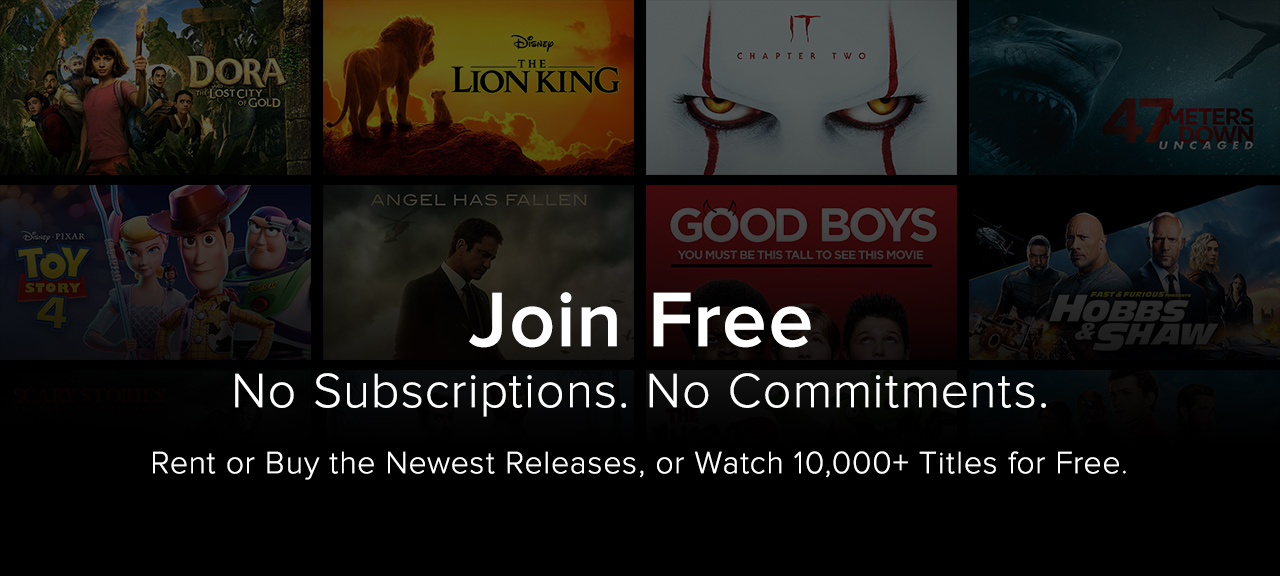 DORA
AND THE
LOST CITY
OF GOLD
Disney
THE
LION KING
IT
CHAPTER TWO
47 METERS
DOWN
UNCAGED
Disney · PIXAR
TOY
STORY
4
ANGEL HAS FALLEN
GOOD BOYS
YOU MUST BE THIS TALL TO SEE THIS MOVIE
FAST & FURIOUS PRESENTS
HOBBS
& SHAW
Join Free
SCARY STORIES
No Subscriptions. No Commitments.
Rent or Buy the Newest Releases, or Watch 10,000+ Titles for Free.